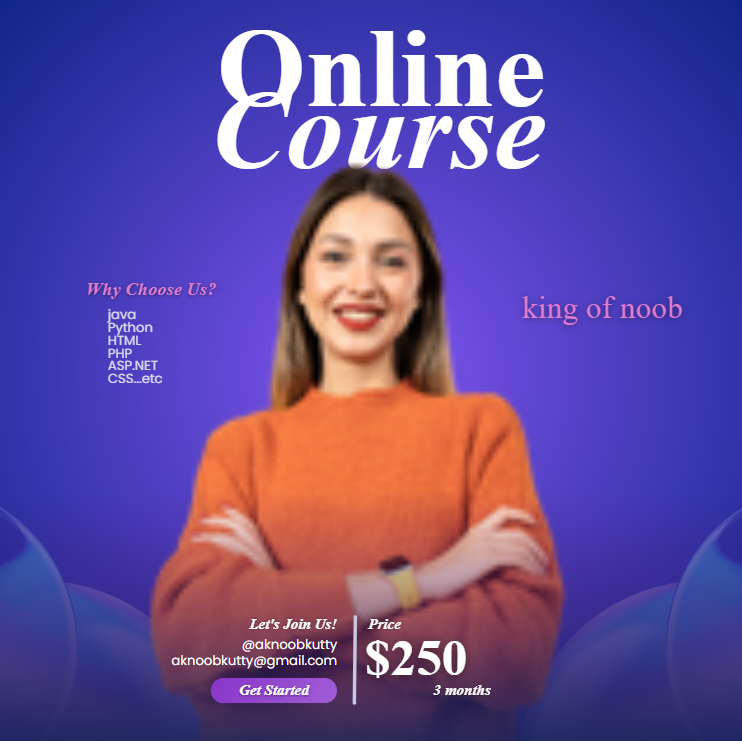 Online
Course
Why Choose Us?
java
Python
HTML
PHP
ASP.NET
CSS...etc
king of noob
Let's Join Us!
@aknoobkutty
aknoobkutty@gmail.com
Get Started
Price
$250
3 months